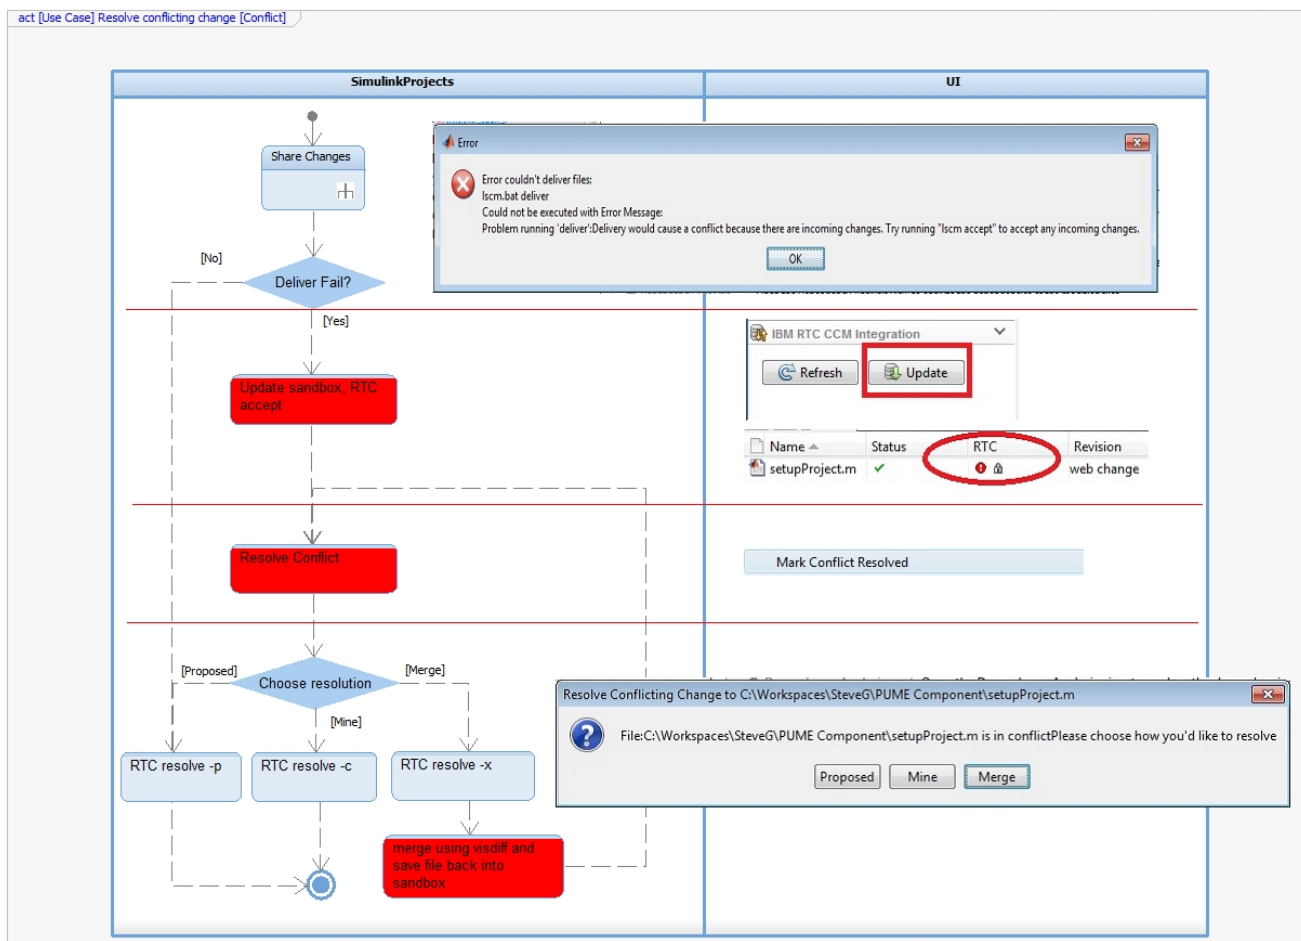 act [Use Case] Resolve conflicting change [Conflict]
SimulinkProjects
UI
Share Changes
Error
Error couldn't deliver files:
lscm.bat deliver
Could not be executed with Error Message:
Problem running 'deliver':Delivery would cause a conflict because there are incoming changes. Try running "lscm accept" to accept any incoming changes.
OK
[No]
Deliver Fail?
[Yes]
IBM RTC CCM Integration
Refresh
Update
Update sandbox, RTC
accept
Name Status RTC Revision
setupProject.m web change
Resolve Conflict
Mark Conflict Resolved
[Proposed]
[Merge]
Choose resolution
[Mine]
Resolve Conflicting Change to C:\Workspaces\SteveG\PUME Component\setupProject.m
File:C:\Workspaces\SteveG\PUME Component\setupProject.m is in conflictPlease choose how you'd like to resolve
Proposed
Mine
Merge
RTC resolve -p
RTC resolve -c
RTC resolve -x
merge using visdiff and
save file back into
sandbox